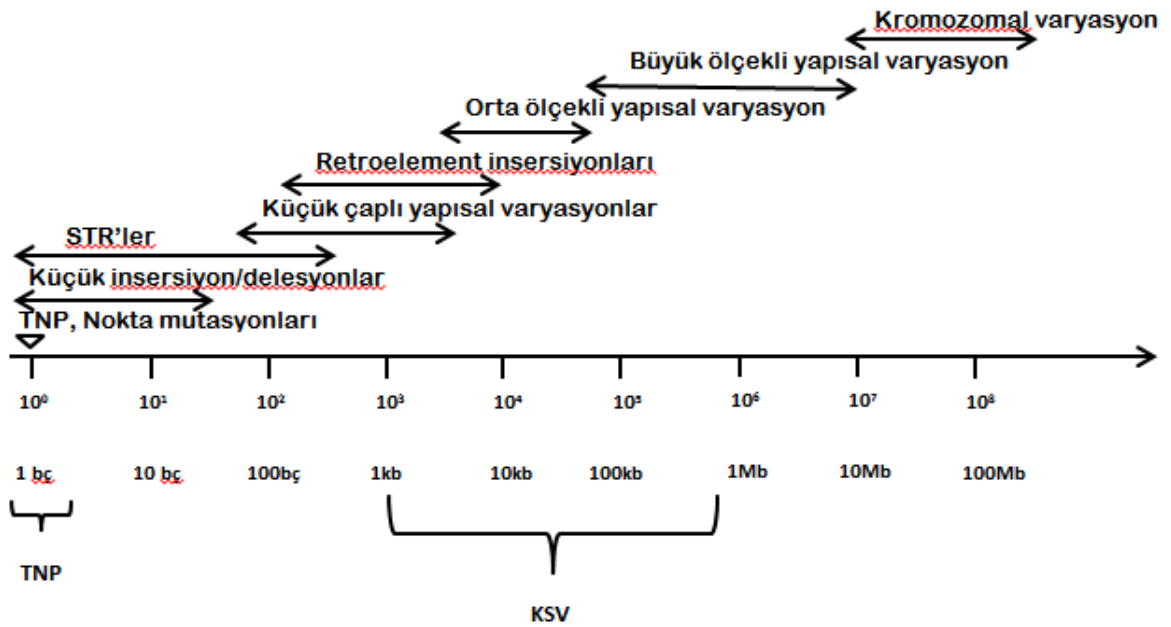 Kromozomal varyasyon
Büyük ölçekli yapısal varyasyon
Orta ölçekli yapısal varyasyon
Retroelement insersiyonları
Küçük çaplı yapısal varyasyonlar
STR’ler
Küçük insersiyon/delesyonlar
TNP, Nokta mutasyonları
10⁰ 10¹ 10² 10³ 10⁴ 10⁵ 10⁶ 10⁷ 10⁸
1 bç 10 bç 100bç 1kb 10kb 100kb 1Mb 10Mb 100Mb
TNP
KSV